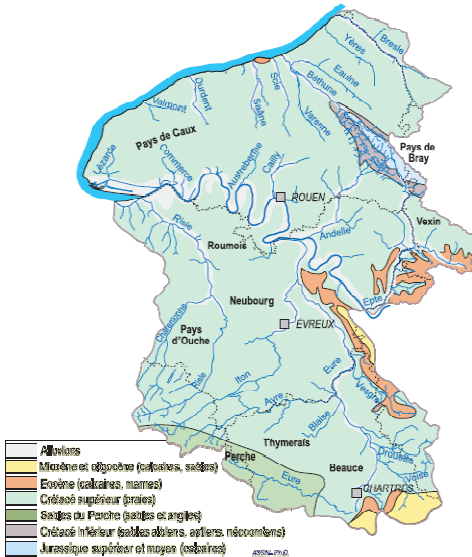 Bresle
Yères
Eaulne
Béthune
Scie
Ourdent
Saâne
Valmont
Varenne
Pays de Caux
Pays de
Bray
Lézarde
Commerce
Austreberthe
Cailly
ROUEN
Risle
Vexin
Andelle
Roumois
Epte
Neubourg
EVREUX
Charentonne
Pays
d'Ouche
Eure
Risle
Iton
Avre
Vesgre
Blaise
Thymerais
Drouette
Perche
Voise
Beauce
Eure
CHARTRES
Alluvions
Miocène et oligocène (calcaires, sables)
Eocène (calcaires, marnes)
Crétacé supérieur (craies)
Sables du Perche (sables et argiles)
Crétacé inférieur (sables albiens, aptiens, néocomiens)
Jurassique supérieur et moyen (calcaires)